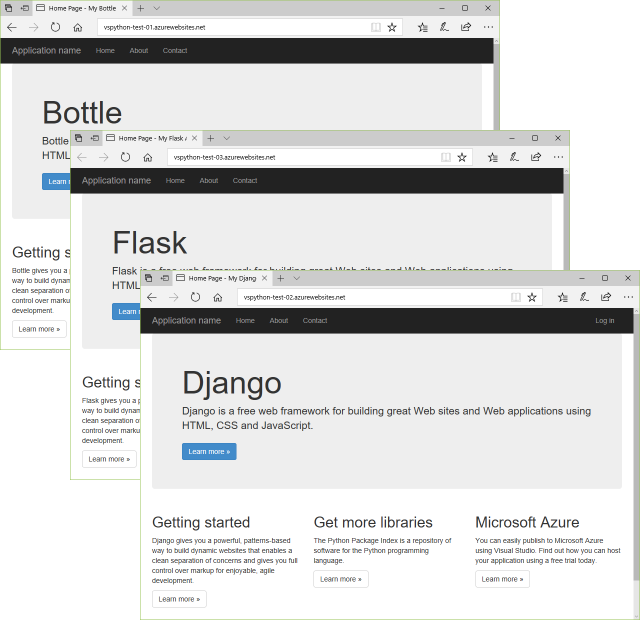 Home Page - My Bottle
vspython-test-01.azurewebsites.net
Application name Home About Contact
Bottle
Bottle
HTML
Learn
Getting s
Bottle gives you a
way to build dynam
clean separation of
control over markup
development.
Learn more »
Home Page - My Flask A
vspython-test-03.azurewebsites.net
Application name Home About Contact
Flask
Flask is a free web framework for building great Web sites and Web applications using
HTML
Learn
Getting s
Flask gives you a p
way to build dynam
clean separation of
control over markup
development.
Learn more »
Home Page - My Django
vspython-test-02.azurewebsites.net
Application name Home About Contact Log in
Django
Django is a free web framework for building great Web sites and Web applications using
HTML, CSS and JavaScript.
Learn more »
Getting started
Django gives you a powerful, patterns-based
way to build dynamic websites that enables a
clean separation of concerns and gives you full
control over markup for enjoyable, agile
development.
Learn more »
Get more libraries
The Python Package Index is a repository of
software for the Python programming
language.
Learn more »
Microsoft Azure
You can easily publish to Microsoft Azure
using Visual Studio. Find out how you can host
your application using a free trial today.
Learn more »